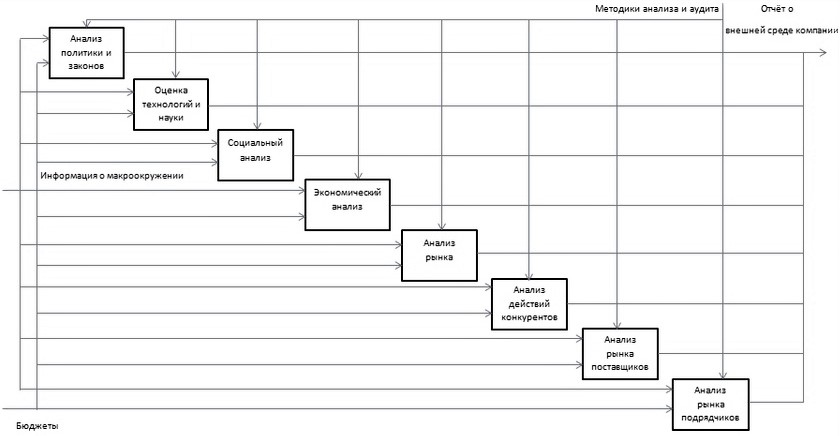 Методики анализа и аудита
Отчёт о
внешней среде компании
Анализ
политики и
законов
Оценка
технологий и
науки
Социальный
анализ
Информация о макроокружении
Экономический
анализ
Анализ
рынка
Анализ
действий
конкурентов
Анализ
рынка
поставщиков
Анализ
рынка
подрядчиков
Бюджеты